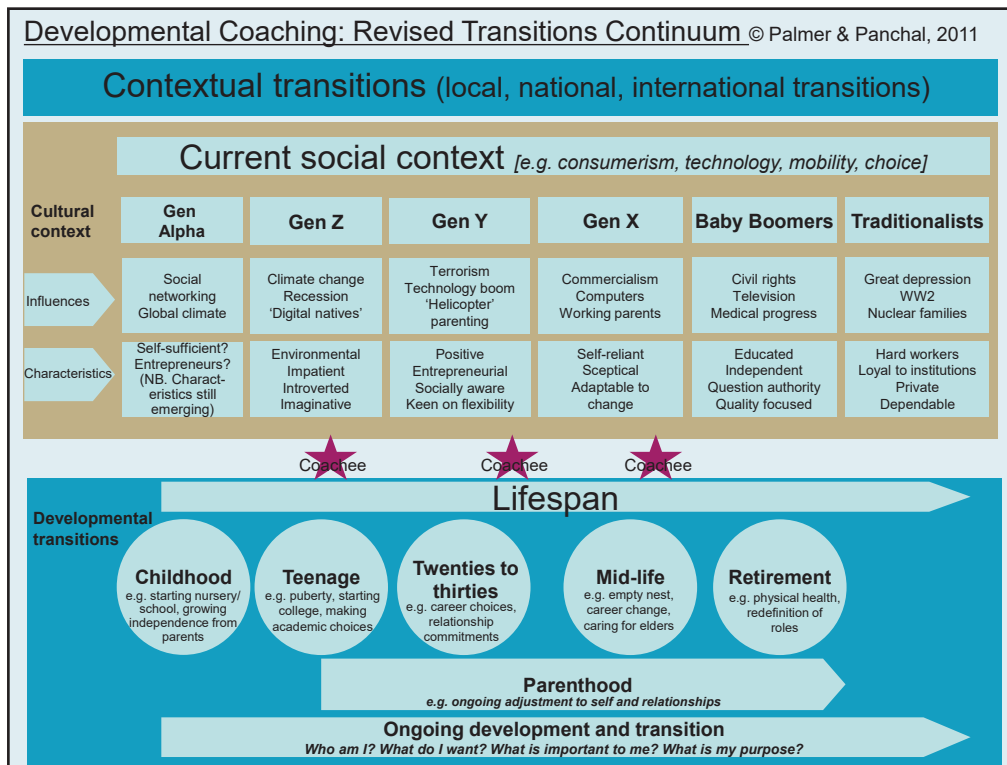 Developmental Coaching: Revised Transitions Continuum © Palmer & Panchal, 2011
Contextual transitions (local, national, international transitions)
Current social context [e.g. consumerism, technology, mobility, choice]
Cultural
context
Gen
Alpha
Gen Z
Gen Y
Gen X
Baby Boomers
Traditionalists
Influences
Social
networking
Global climate
Climate change
Recession
‘Digital natives’
Terrorism
Technology boom
‘Helicopter’
parenting
Commercialism
Computers
Working parents
Civil rights
Television
Medical progress
Great depression
WW2
Nuclear families
Characteristics
Self-sufficient?
Entrepreneurs?
(NB. Charact-
eristics still
emerging)
Environmental
Impatient
Introverted
Imaginative
Positive
Entrepreneurial
Socially aware
Keen on flexibility
Self-reliant
Sceptical
Adaptable to
change
Educated
Independent
Question authority
Quality focused
Hard workers
Loyal to institutions
Private
Dependable
Coachee
Coachee
Coachee
Lifespan
Developmental
transitions
Childhood
e.g. starting nursery/
school, growing
independence from
parents
Teenage
e.g. puberty, starting
college, making
academic choices
Twenties to
thirties
e.g. career choices,
relationship
commitments
Mid-life
e.g. empty nest,
career change,
caring for elders
Retirement
e.g. physical health,
redefinition of
roles
Parenthood
e.g. ongoing adjustment to self and relationships
Ongoing development and transition
Who am I? What do I want? What is important to me? What is my purpose?